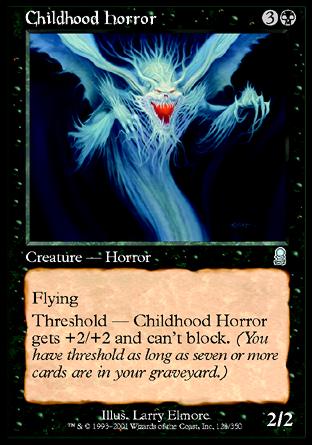 Childhood Horror 3
Creature — Horror
Flying
Threshold — Childhood Horror
gets +2/+2 and can't block. (You
have threshold as long as seven or more
cards are in your graveyard.)
Illus. Larry Elmore
™ & © 1993–2001 Wizards of the Coast, Inc. 123/350
2/2